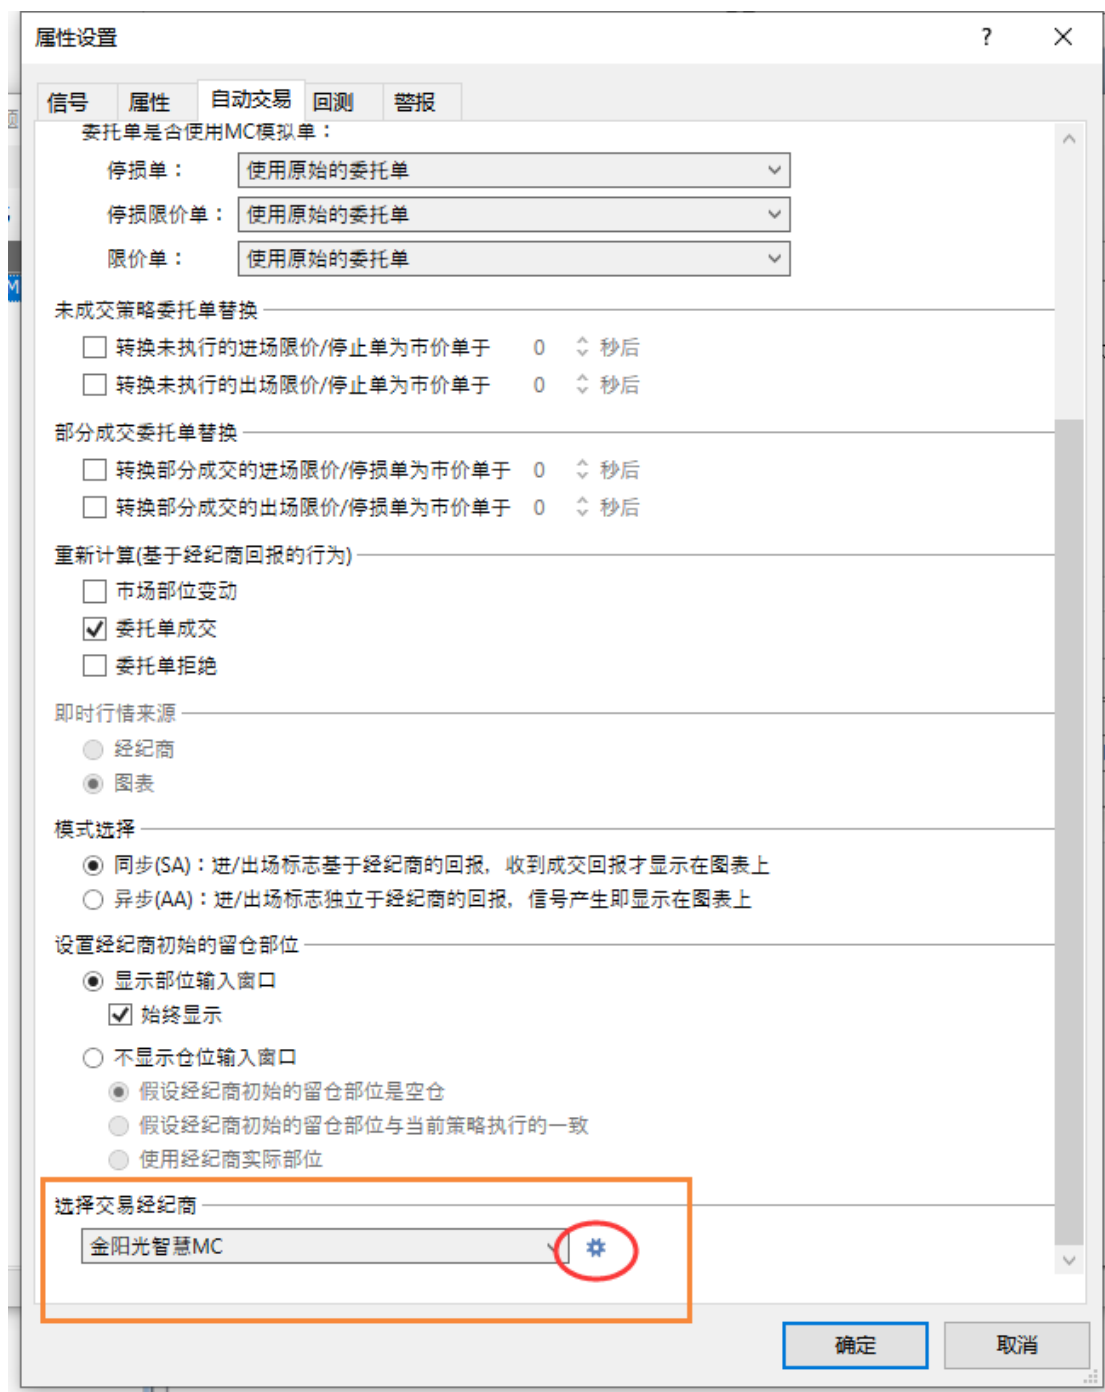 属性设置
?
信号 属性 自动交易 回测 警报
委托单是否使用MC模拟单：
停损单： 使用原始的委托单
停损限价单： 使用原始的委托单
限价单： 使用原始的委托单
未成交策略委托单替换
转换未执行的进场限价/停止单为市价单于 0 秒后
转换未执行的出场限价/停止单为市价单于 0 秒后
部分成交委托单替换
转换部分成交的进场限价/停损单为市价单于 0 秒后
转换部分成交的出场限价/停损单为市价单于 0 秒后
重新计算(基于经纪商回报的行为)
市场部位变动
委托单成交
委托单拒绝
即时行情来源
经纪商
图表
模式选择
同步(SA)：进/出场标志基于经纪商的回报，收到成交回报才显示在图表上
异步(AA)：进/出场标志独立于经纪商的回报，信号产生即显示在图表上
设置经纪商初始的留仓部位
显示部位输入窗口
始终显示
不显示仓位输入窗口
假设经纪商初始的留仓部位是空仓
假设经纪商初始的留仓部位与当前策略执行的一致
使用经纪商实际部位
选择交易经纪商
金阳光智慧MC
确定 取消